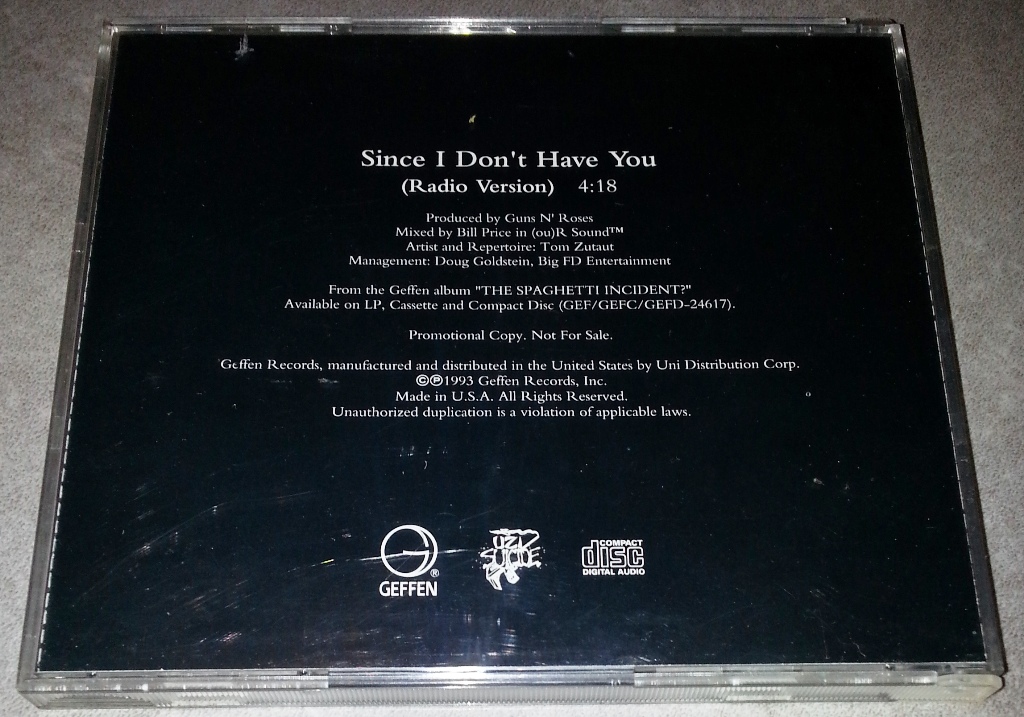 Since I Don't Have You
(Radio Version) 4:18
Produced by Guns N' Roses
Mixed by Bill Price in (ou)R Sound™
Artist and Repertoire: Tom Zutaut
Management: Doug Goldstein, Big FD Entertainment
From the Geffen album "THE SPAGHETTI INCIDENT?"
Available on LP, Cassette and Compact Disc (GEF/GEFC/GEFD-24617).
Promotional Copy. Not For Sale.
Geffen Records, manufactured and distributed in the United States by Uni Distribution Corp.
©℗1993 Geffen Records, Inc.
Made in U.S.A. All Rights Reserved.
Unauthorized duplication is a violation of applicable laws.
GEFFEN®
UZI
SUICIDE
COMPACT
disc
DIGITAL AUDIO